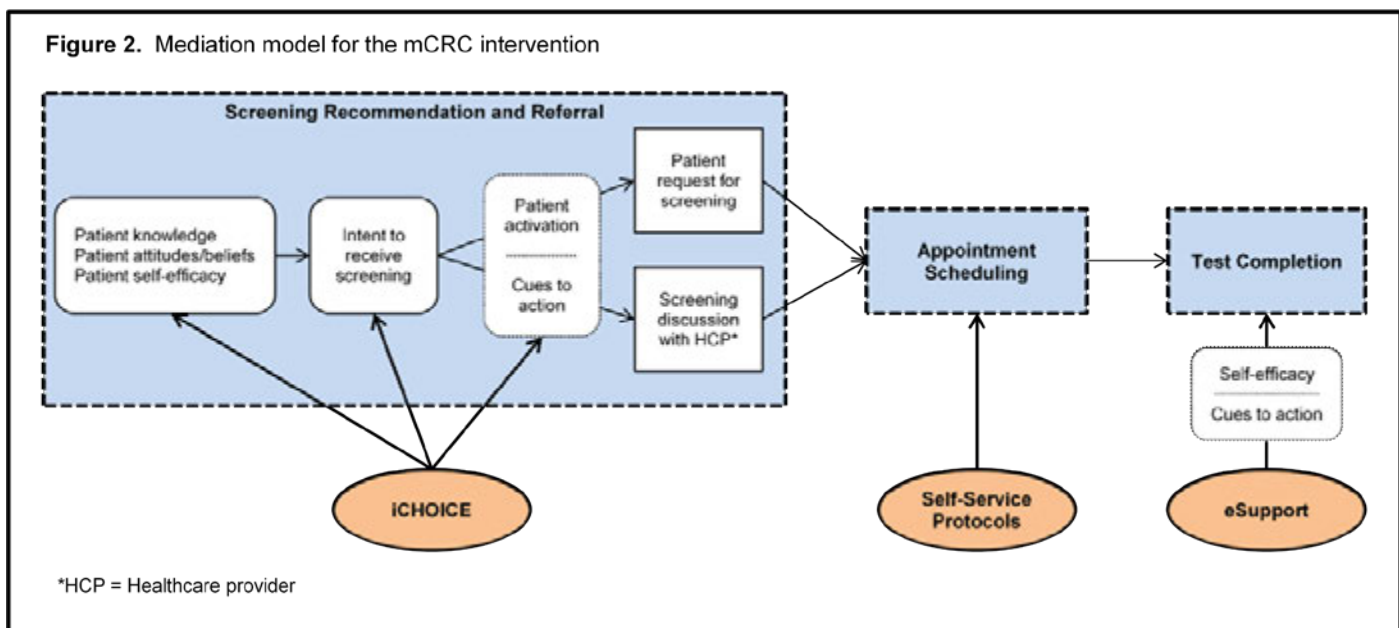 Figure 2. Mediation model for the mCRC intervention
Screening Recommendation and Referral
Patient knowledge
Patient attitudes/beliefs
Patient self-efficacy
Intent to
receive
screening
Patient
activation
Cues to
action
Patient
request for
screening
Screening
discussion
with HCP*
Appointment
Scheduling
Test Completion
Self-efficacy
Cues to action
iCHOICE
Self-Service
Protocols
eSupport
*HCP = Healthcare provider